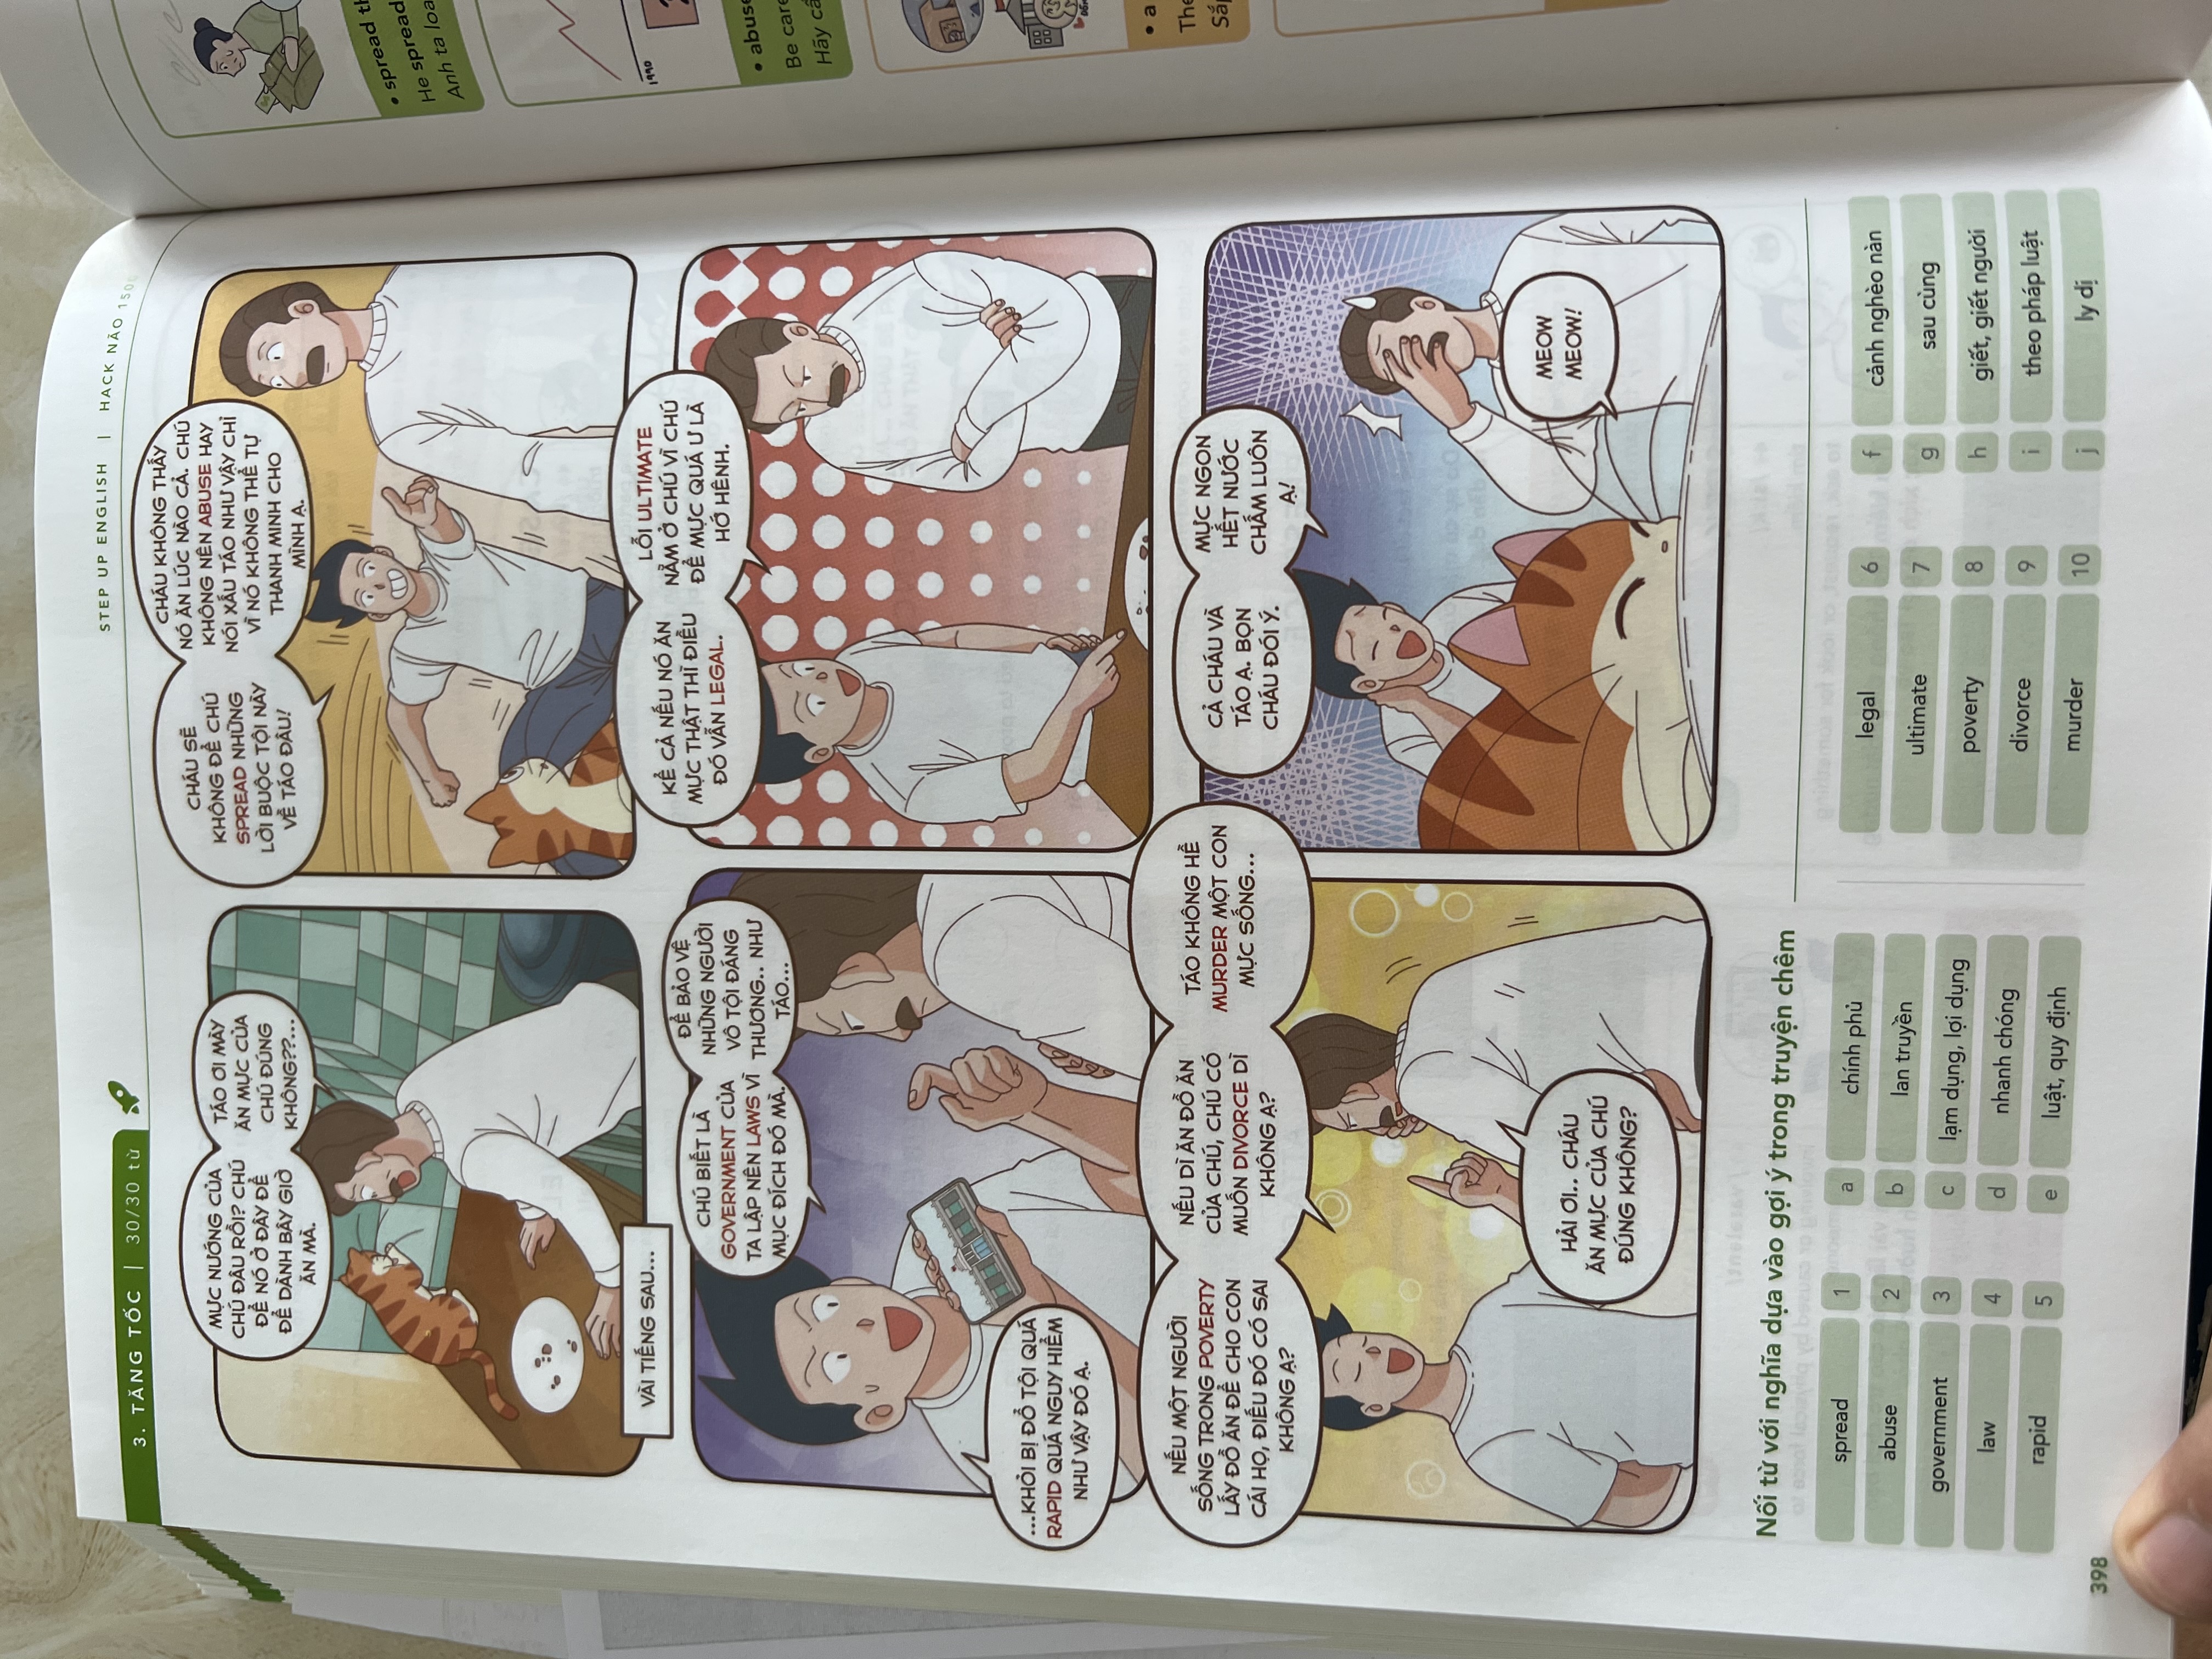 3. TĂNG TỐC | 30/30 từ
STEP UP ENGLISH | HACK NÃO
MỰC NƯỚNG CỦA
CHÚ ĐÂU RỒI? CHÚ
ĐỂ NÓ Ở ĐÂY ĐỂ
ĐỂ DÀNH BÂY GIỜ
ĂN MÀ.
TÁO ƠI MÀY
ĂN MỰC CỦA
CHÚ ĐÚNG
KHÔNG??...
CHÁU SẼ
KHÔNG ĐỂ CHÚ
SPREAD NHỮNG
LỜI BUỘC TỘI NÀY
VỀ TÁO ĐÂU!
CHÁU KHÔNG THẤY
NÓ ĂN LÚC NÀO CẢ. CHÚ
KHÔNG NÊN ABUSE HAY
NÓI XẤU TÁO NHƯ VẬY CHỈ
VÌ NÓ KHÔNG THỂ TỰ
THANH MINH CHO
MÌNH Ạ.
VÀI TIẾNG SAU...
CHÚ BIẾT LÀ
GOVERNMENT CỦA
TA LẬP NÊN LAWS VÌ
MỤC ĐÍCH ĐÓ MÀ.
ĐỂ BẢO VỆ
NHỮNG NGƯỜI
VÔ TỘI ĐÁNG
THƯƠNG.. NHƯ
TÁO...
...KHỎI BỊ ĐỔ TỘI QUÁ
RAPID QUÁ NGUY HIỂM
NHƯ VẬY ĐÓ Ạ.
KỂ CẢ NẾU NÓ ĂN
MỰC THẬT THÌ ĐIỀU
ĐÓ VẪN LEGAL.
LỖI ULTIMATE
NẰM Ở CHÚ VÌ CHÚ
ĐỂ MỰC QUÁ Ư LÀ
HỚ HÊNH.
NẾU MỘT NGƯỜI
SỐNG TRONG POVERTY
LẤY ĐỒ ĂN ĐỂ CHO CON
CÁI HỌ, ĐIỀU ĐÓ CÓ SAI
KHÔNG Ạ?
NẾU DÌ ĂN ĐỒ ĂN
CỦA CHÚ, CHÚ CÓ
MUỐN DIVORCE DÌ
KHÔNG Ạ?
TÁO KHÔNG HỀ
MURDER MỘT CON
MỰC SỐNG...
HẢI ƠI.. CHÁU
ĂN MỰC CỦA CHÚ
ĐÚNG KHÔNG?
CẢ CHÁU VÀ
TÁO Ạ. BỌN
CHÁU ĐÓI Ý.
MỰC NGON
HẾT NƯỚC
CHẤM LUÔN
Ạ!
MEOW
MEOW!
Nối từ với nghĩa dựa vào gợi ý trong truyện chêm
spread 1 a chính phủ
abuse 2 b lan truyền
government 3 c lạm dụng, lợi dụng
law 4 d nhanh chóng
rapid 5 e luật, quy định
legal 6 f cảnh nghèo nàn
ultimate 7 g sau cùng
poverty 8 h giết, giết người
divorce 9 i theo pháp luật
murder 10 j ly dị
398
• spread
He spread
Anh ta
1990
•
Be
Hãy
• a